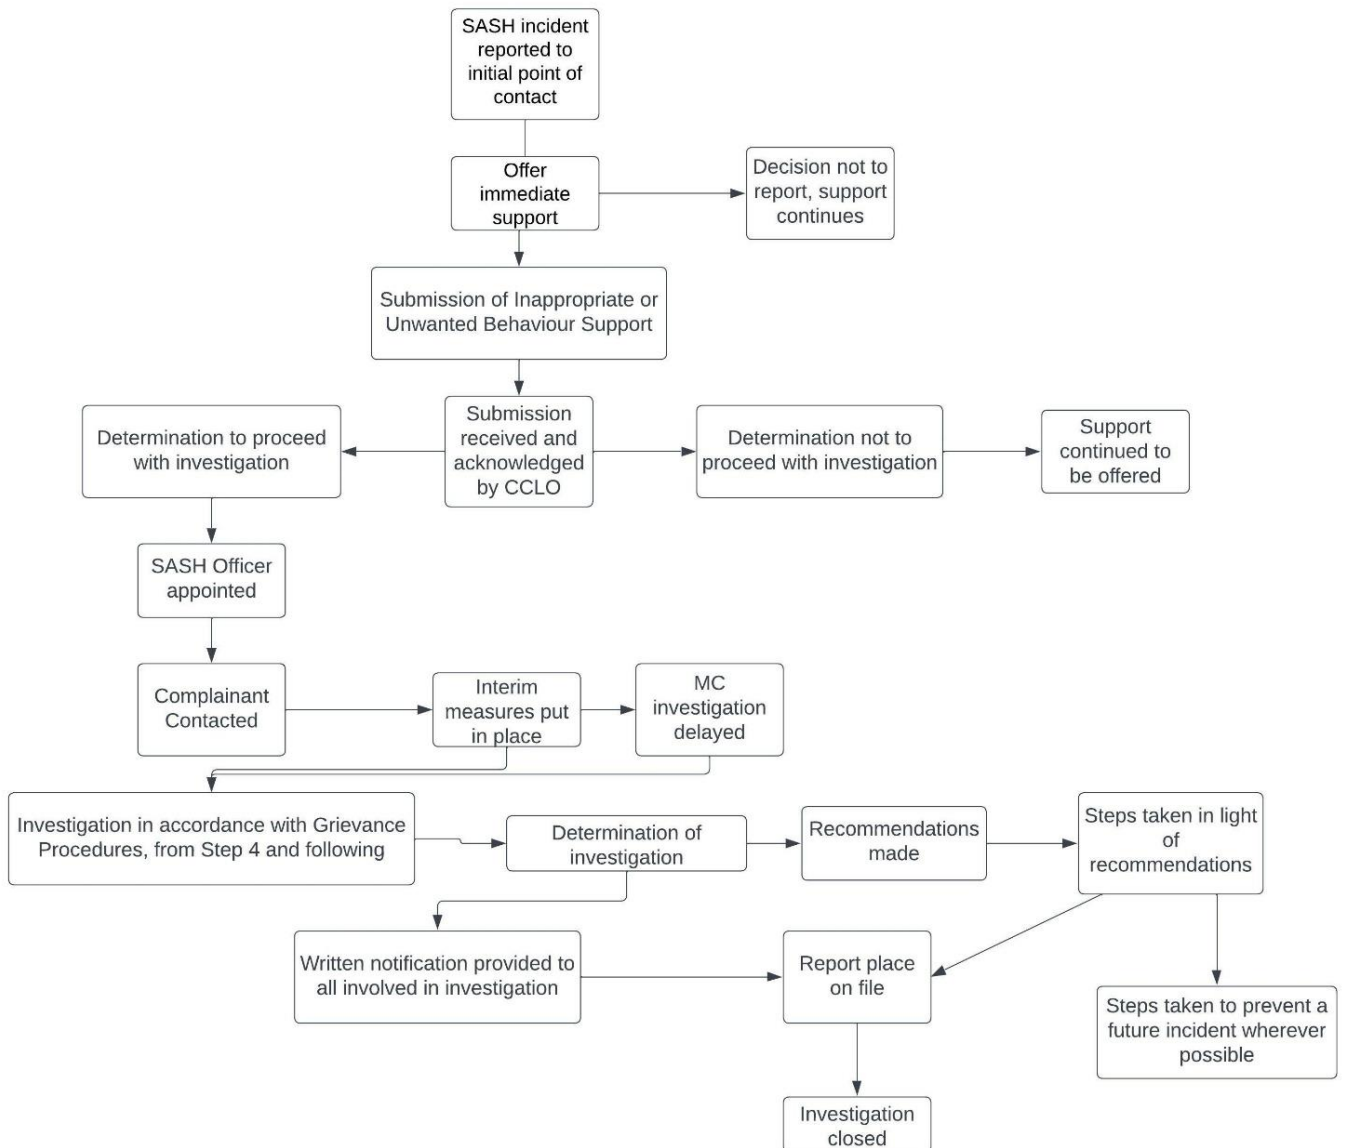 SASH incident
reported to
initial point of
contact
Offer
immediate
support
Decision not to
report, support
continues
Submission of Inappropriate or
Unwanted Behaviour Support
Determination to proceed
with investigation
Submission
received and
acknowledged
by CCLO
Determination not to
proceed with investigation
Support
continued to
be offered
SASH Officer
appointed
Complainant
Contacted
Interim
measures put
in place
MC
investigation
delayed
Investigation in accordance with Grievance
Procedures, from Step 4 and following
Determination of
investigation
Recommendations
made
Steps taken in light
of
recommendations
Written notification provided to
all involved in investigation
Report place
on file
Steps taken to prevent a
future incident wherever
possible
Investigation
closed